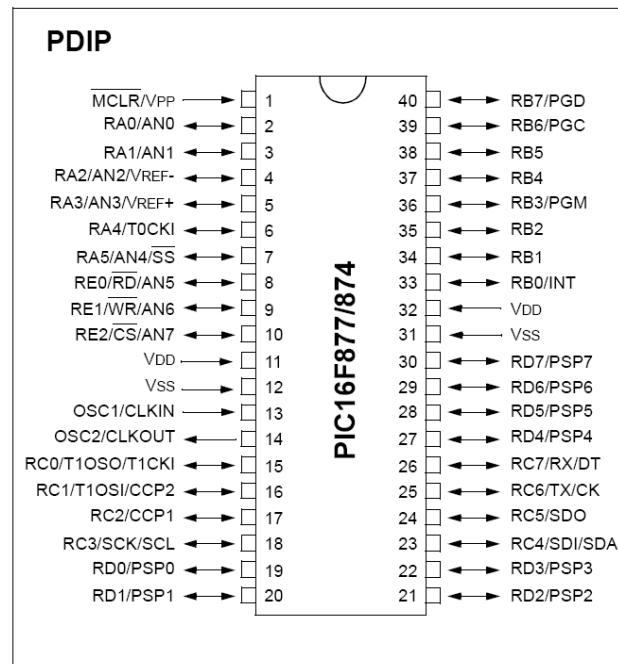 PDIP
MCLR/VPP 1 40 RB7/PGD
RA0/AN0 2 39 RB6/PGC
RA1/AN1 3 38 RB5
RA2/AN2/VREF- 4 37 RB4
RA3/AN3/VREF+ 5 36 RB3/PGM
RA4/T0CKI 6 35 RB2
RA5/AN4/SS 7 34 RB1
RE0/RD/AN5 8 33 RB0/INT
RE1/WR/AN6 9 32 VDD
RE2/CS/AN7 10 31 VSS
VDD 11 30 RD7/PSP7
VSS 12 29 RD6/PSP6
OSC1/CLKIN 13 28 RD5/PSP5
OSC2/CLKOUT 14 27 RD4/PSP4
RC0/T1OSO/T1CKI 15 26 RC7/RX/DT
RC1/T1OSI/CCP2 16 25 RC6/TX/CK
RC2/CCP1 17 24 RC5/SDO
RC3/SCK/SCL 18 23 RC4/SDI/SDA
RD0/PSP0 19 22 RD3/PSP3
RD1/PSP1 20 21 RD2/PSP2
PIC16F877/874